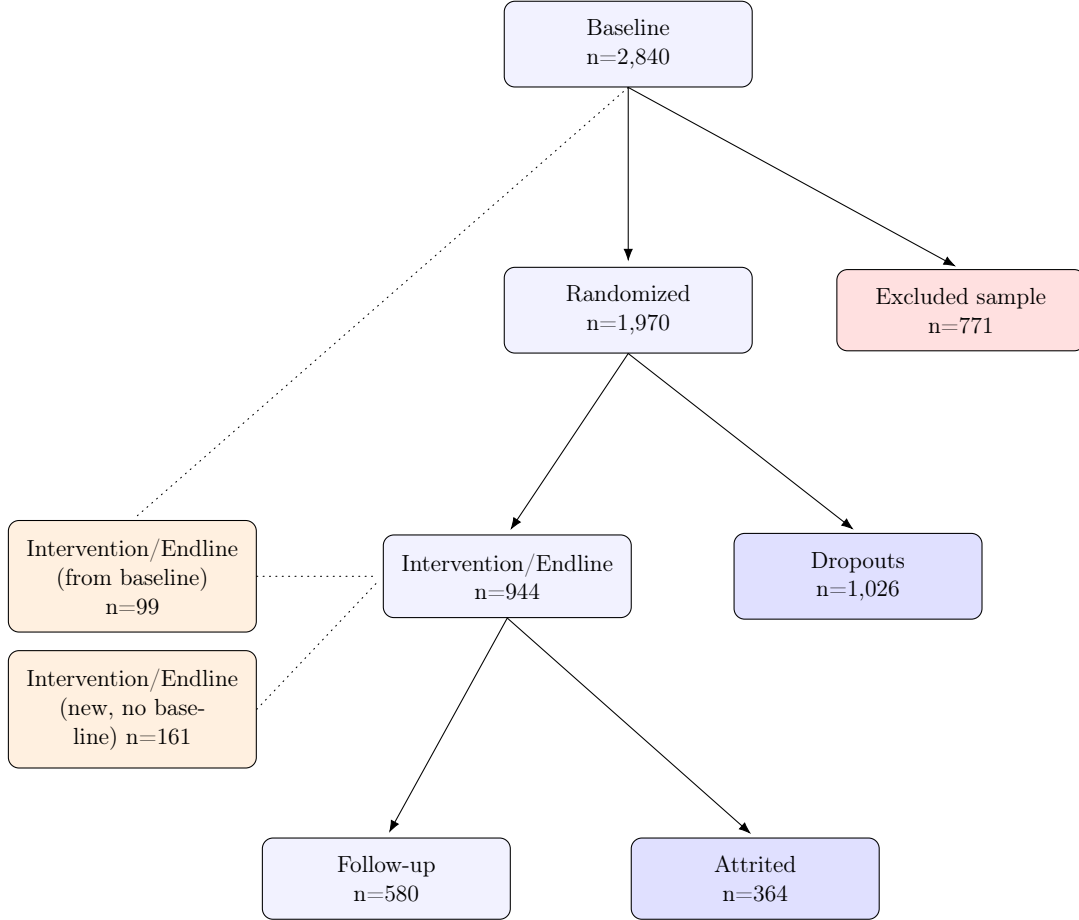 Baseline
n=2,840
Randomized
n=1,970
Excluded sample
n=771
Intervention/Endline
(from baseline)
n=99
Intervention/Endline
n=944
Dropouts
n=1,026
Intervention/Endline
(new, no base-
line) n=161
Follow-up
n=580
Attrited
n=364